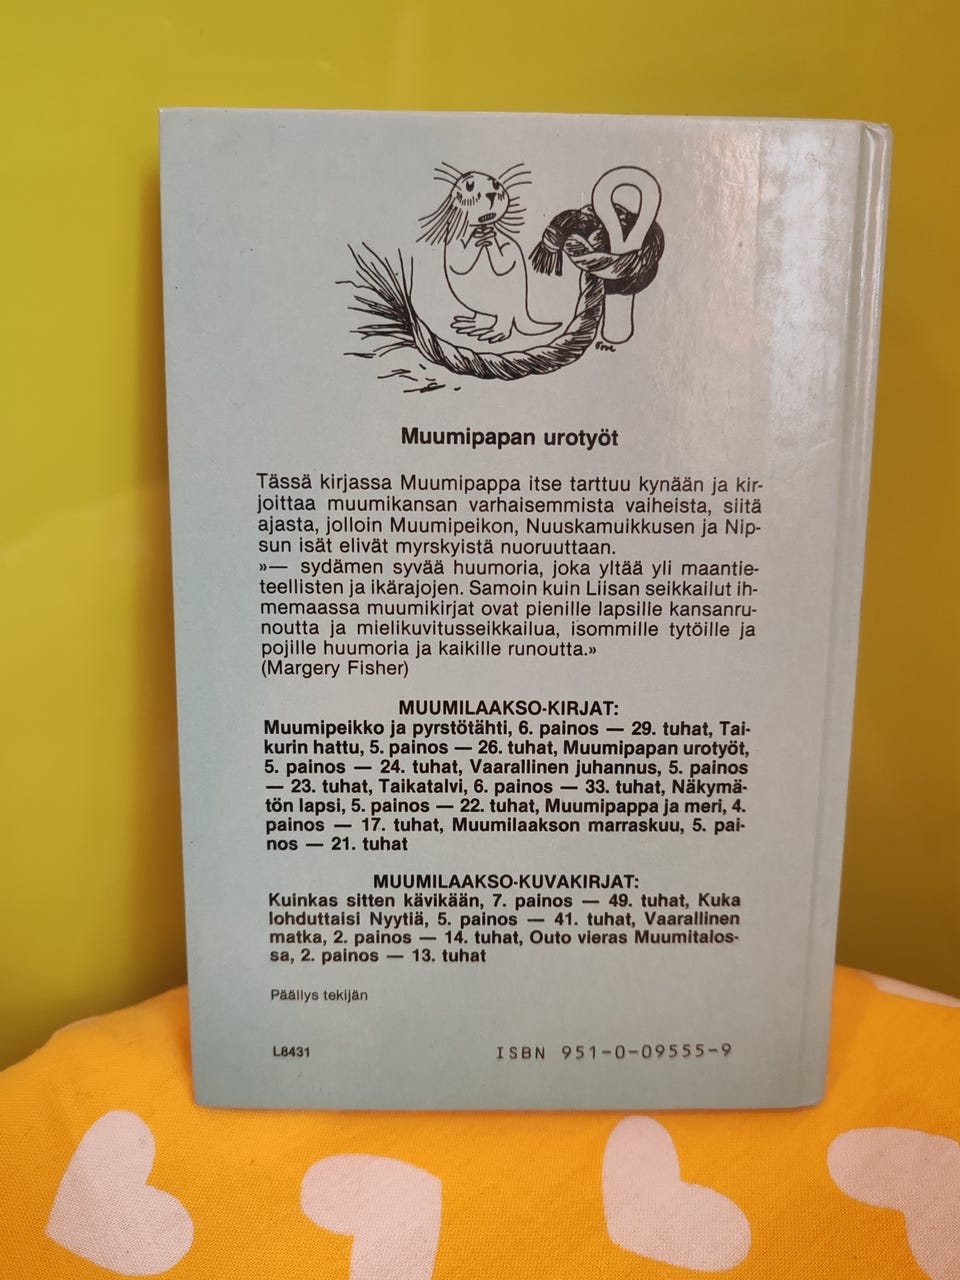 Tove
Muumipapan urotyöt
Tässä kirjassa Muumipappa itse tarttuu kynään ja kir-
joittaa muumikansan varhaisemmista vaiheista, siitä
ajasta, jolloin Muumipeikon, Nuuskamuikkusen ja Nip-
sun isät elivät myrskyistä nuoruuttaan.
»— sydämen syvää huumoria, joka yltää yli maantie-
teellisten ja ikärajojen. Samoin kuin Liisan seikkailut ih-
memaassa muumikirjat ovat pienille lapsille kansanru-
noutta ja mielikuvitusseikkailua, isommille tytöille ja
pojille huumoria ja kaikille runoutta.»
(Margery Fisher)
MUUMILAAKSO-KIRJAT:
Muumipeikko ja pyrstötähti, 6. painos — 29. tuhat, Tai-
kurin hattu, 5. painos — 26. tuhat, Muumipapan urotyöt,
5. painos — 24. tuhat, Vaarallinen juhannus, 5. painos
— 23. tuhat, Taikatalvi, 6. painos — 33. tuhat, Näkymä-
tön lapsi, 5. painos — 22. tuhat, Muumipappa ja meri, 4.
painos — 17. tuhat, Muumilaakson marraskuu, 5. pai-
nos — 21. tuhat
MUUMILAAKSO-KUVAKIRJAT:
Kuinkas sitten kävikään, 7. painos — 49. tuhat, Kuka
lohduttaisi Nyytiä, 5. painos — 41. tuhat, Vaarallinen
matka, 2. painos — 14. tuhat, Outo vieras Muumitalos-
sa, 2. painos — 13. tuhat
Päällys tekijän
L8431
ISBN 951-0-09555-9